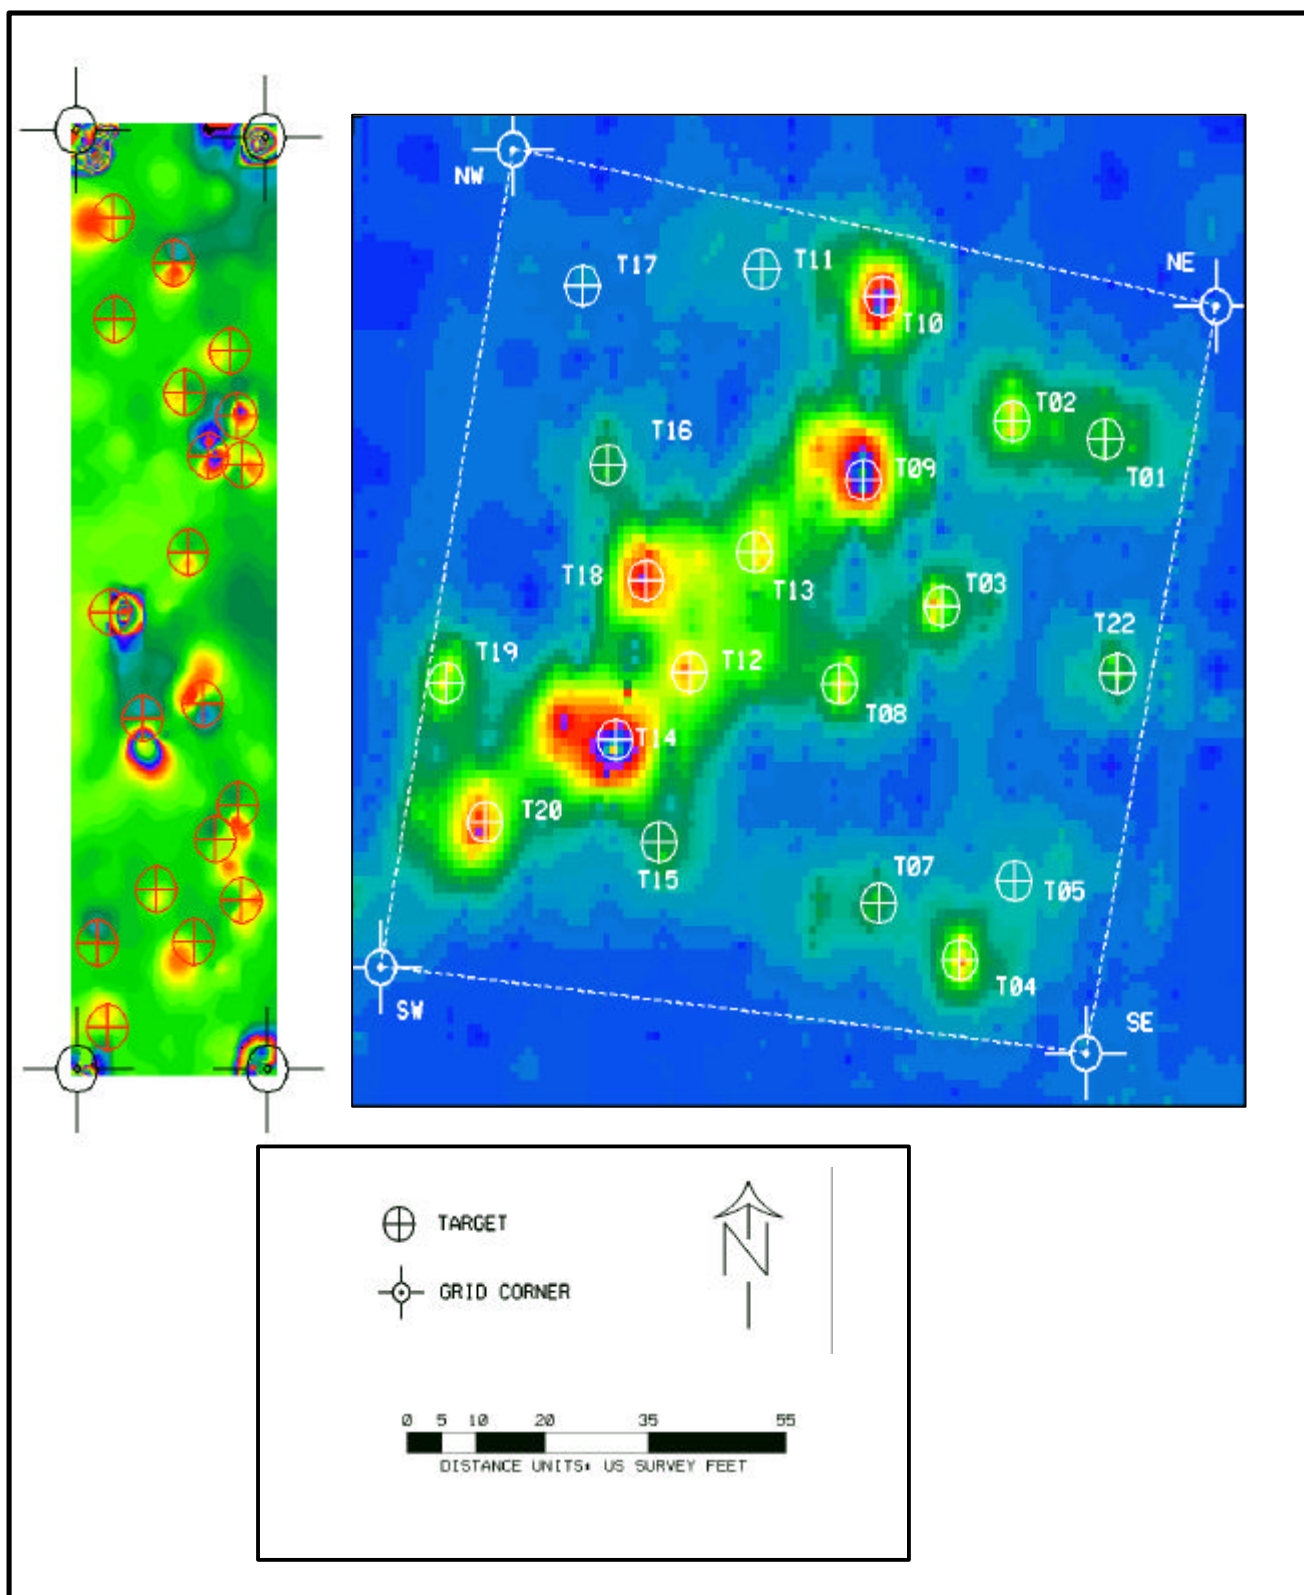 NW
T17
T11
NE
T10
T02
T16
T09
T01
T18
T13
T03
T22
T19
T12
T08
T14
T20
T15
T07
T05
T04
SW
SE
TARGET
N
GRID CORNER
0 5 10 20 35 55
DISTANCE UNITS: US SURVEY FEET